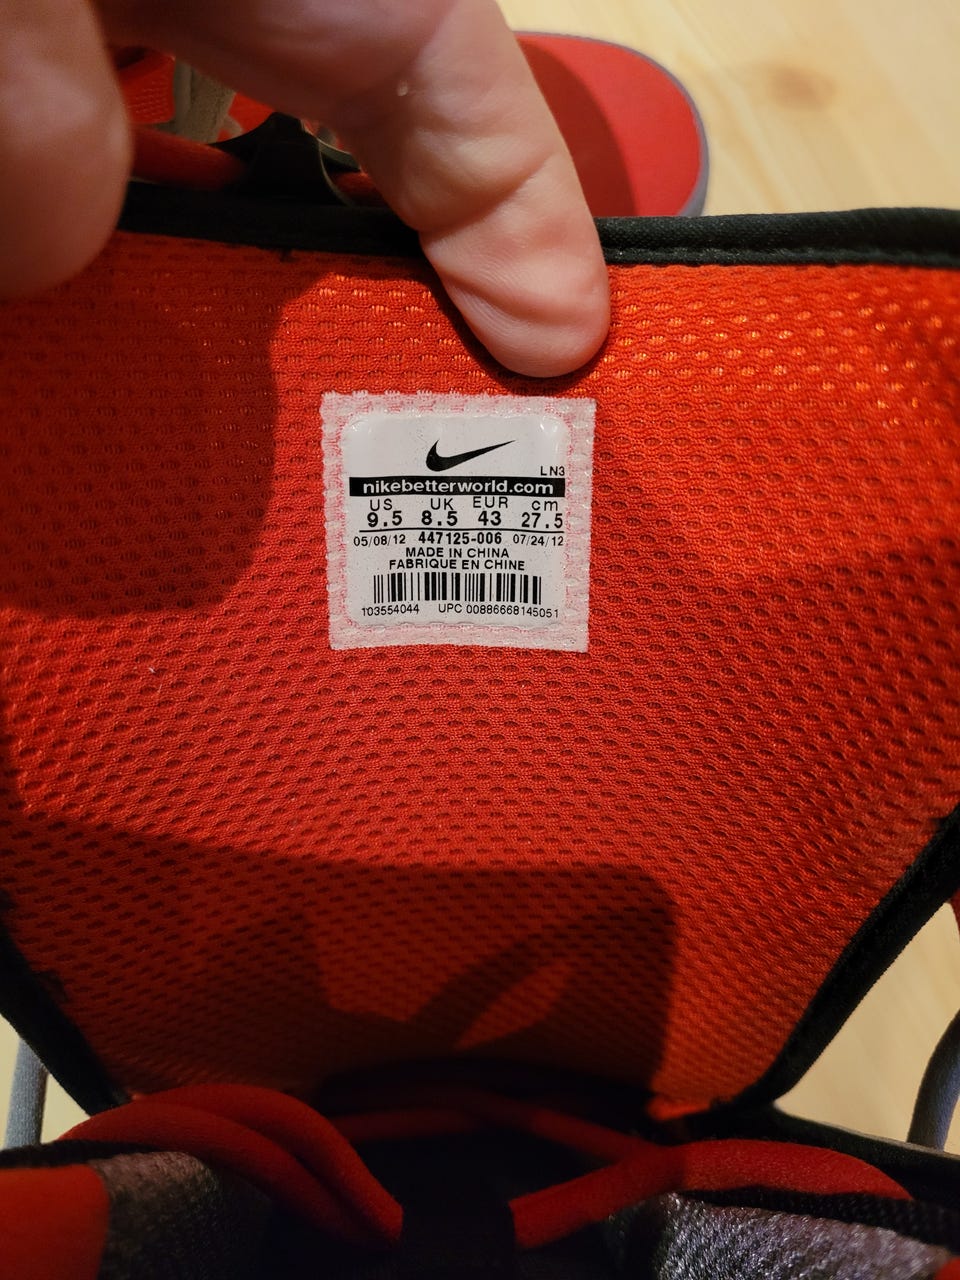 LN3
nikebetterworld.com
US UK EUR cm
9.5 8.5 43 27.5
05/08/12 447125-006 07/24/12
MADE IN CHINA
FABRIQUE EN CHINE
103554044 UPC 00886668145051